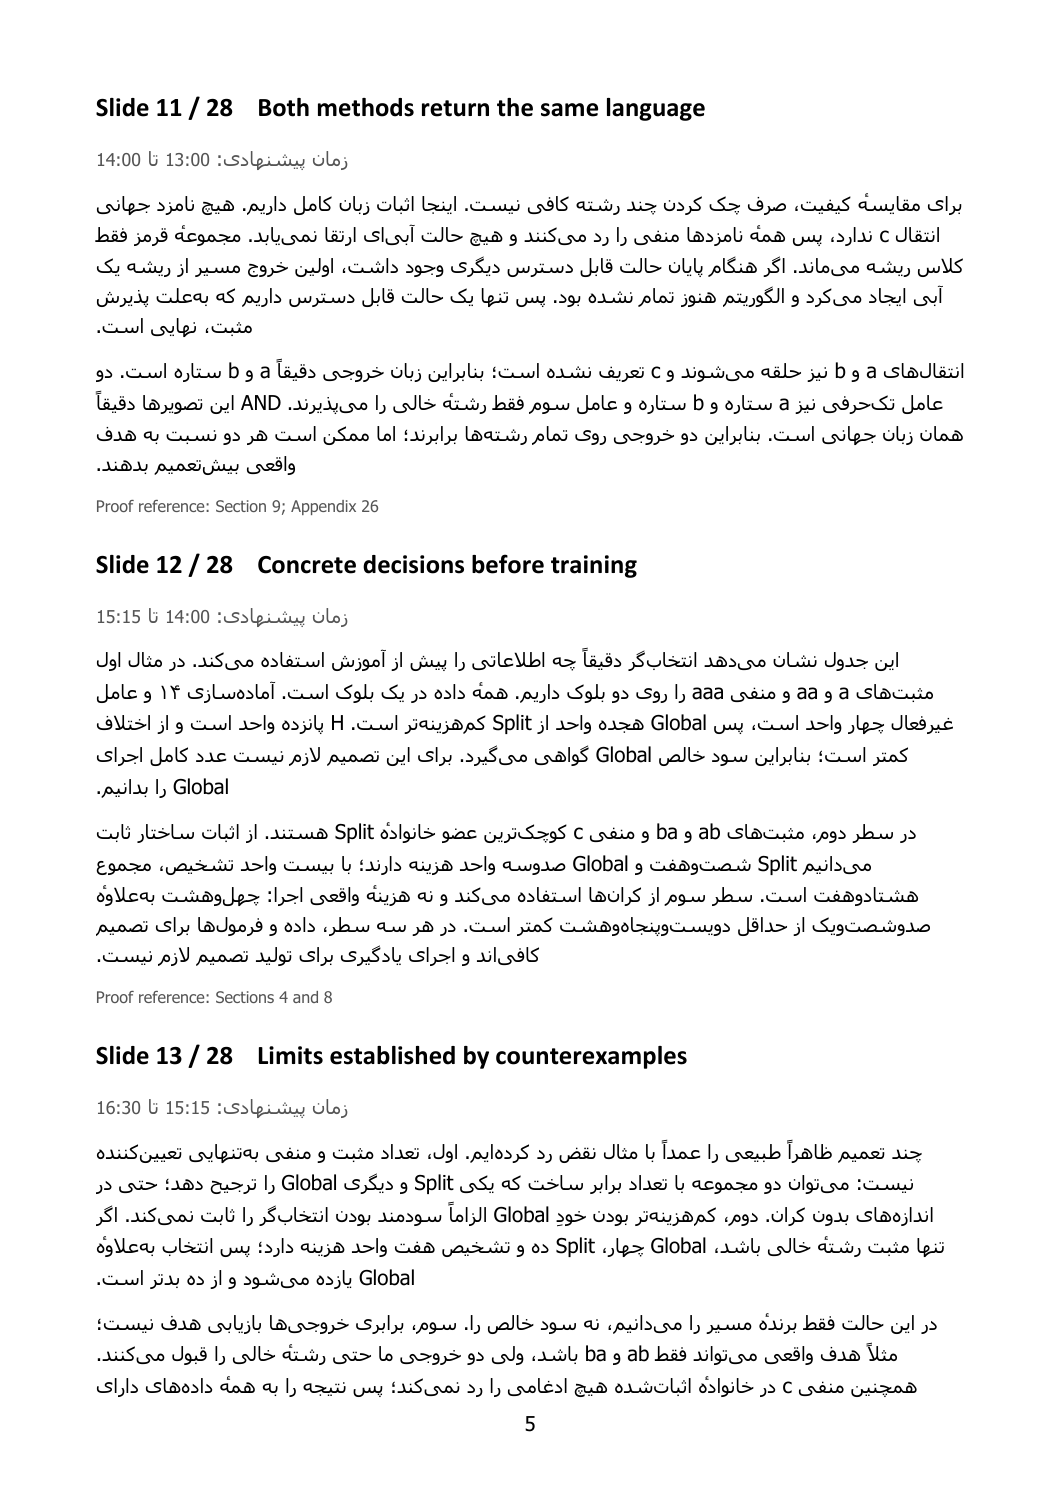 Slide 11 / 28 Both methods return the same language
زمان پیشنهادی: 13:00 تا 14:00
برای مقایسهٔ کیفیت، صرف چک کردن چند رشته کافی نیست. اینجا اثبات زبان کامل داریم. هیچ نامزد جهانی
انتقال c ندارد، پس همهٔ نامزدها منفی را رد می‌کنند و هیچ حالت آبی‌ای ارتقا نمی‌یابد. مجموعهٔ قرمز فقط
کلاس ریشه می‌ماند. اگر هنگام پایان حالت قابل دسترس دیگری وجود داشت، اولین خروج مسیر از ریشه یک
آبی ایجاد می‌کرد و الگوریتم هنوز تمام نشده بود. پس تنها یک حالت قابل دسترس داریم که به‌علت پذیرش
مثبت، نهایی است.
انتقال‌های a و b نیز حلقه می‌شوند و c تعریف نشده است؛ بنابراین زبان خروجی دقیقاً a و b ستاره است. دو
عامل تک‌حرفی نیز a ستاره و b ستاره و عامل سوم فقط رشتهٔ خالی را می‌پذیرند. AND این تصویرها دقیقاً
همان زبان جهانی است. بنابراین دو خروجی روی تمام رشته‌ها برابرند؛ اما ممکن است هر دو نسبت به هدف
واقعی بیش‌تعمیم بدهند.
Proof reference: Section 9; Appendix 26
Slide 12 / 28 Concrete decisions before training
زمان پیشنهادی: 14:00 تا 15:15
این جدول نشان می‌دهد انتخاب‌گر دقیقاً چه اطلاعاتی را پیش از آموزش استفاده می‌کند. در مثال اول
مثبت‌های a و aa و منفی aaa را روی دو بلوک داریم. همهٔ داده در یک بلوک است. آماده‌سازی ۱۴ و عامل
غیرفعال چهار واحد است، پس Global هجده واحد از Split کم‌هزینه‌تر است. H پانزده واحد است و از اختلاف
کمتر است؛ بنابراین سود خالص Global گواهی می‌گیرد. برای این تصمیم لازم نیست عدد کامل اجرای
Global را بدانیم.
در سطر دوم، مثبت‌های ab و ba و منفی c کوچک‌ترین عضو خانوادهٔ Split هستند. از اثبات ساختار ثابت
می‌دانیم Split شصت‌وهفت و Global صدوسه واحد هزینه دارند؛ با بیست واحد تشخیص، مجموع
هشتادوهفت است. سطر سوم از کران‌ها استفاده می‌کند و نه هزینهٔ واقعی اجرا: چهل‌وهشت به‌علاوهٔ
صدوشصت‌ویک از حداقل دویست‌وپنجاه‌وهشت کمتر است. در هر سه سطر، داده و فرمول‌ها برای تصمیم
کافی‌اند و اجرای یادگیری برای تولید تصمیم لازم نیست.
Proof reference: Sections 4 and 8
Slide 13 / 28 Limits established by counterexamples
زمان پیشنهادی: 15:15 تا 16:30
چند تعمیم ظاهراً طبیعی را عمداً با مثال نقض رد کرده‌ایم. اول، تعداد مثبت و منفی به‌تنهایی تعیین‌کننده
نیست: می‌توان دو مجموعه با تعداد برابر ساخت که یکی Split و دیگری Global را ترجیح دهد؛ حتی در
اندازه‌های بدون کران. دوم، کم‌هزینه‌تر بودن خودِ Global الزاماً سودمند بودن انتخاب‌گر را ثابت نمی‌کند. اگر
تنها مثبت رشتهٔ خالی باشد، Global چهار، Split ده و تشخیص هفت واحد هزینه دارد؛ پس انتخاب به‌علاوهٔ
Global یازده می‌شود و از ده بدتر است.
در این حالت فقط برندهٔ مسیر را می‌دانیم، نه سود خالص را. سوم، برابری خروجی‌ها بازیابی هدف نیست؛
مثلاً هدف واقعی می‌تواند فقط ab و ba باشد، ولی دو خروجی ما حتی رشتهٔ خالی را قبول می‌کنند.
همچنین منفی c در خانوادهٔ اثبات‌شده هیچ ادغامی را رد نمی‌کند؛ پس نتیجه را به همهٔ داده‌های دارای
5